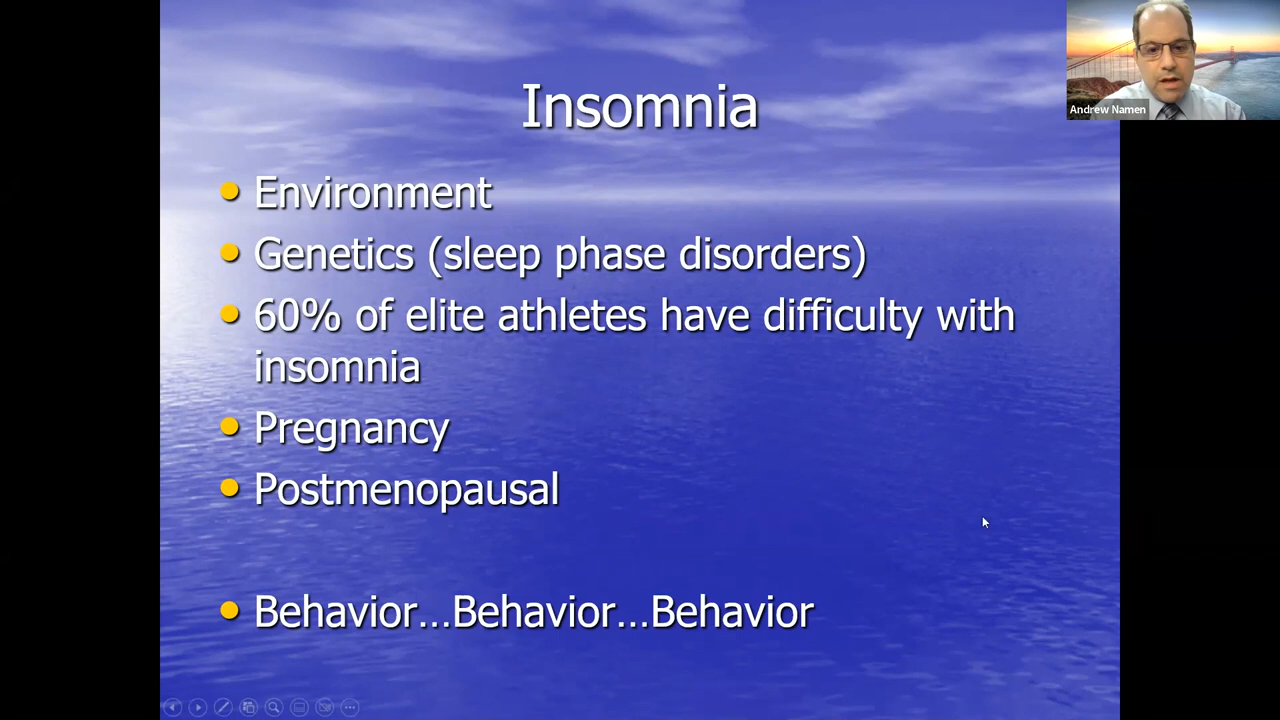 Insomnia
Andrew Namen
Environment
Genetics (sleep phase disorders)
60% of elite athletes have difficulty with
insomnia
Pregnancy
Postmenopausal
Behavior...Behavior...Behavior